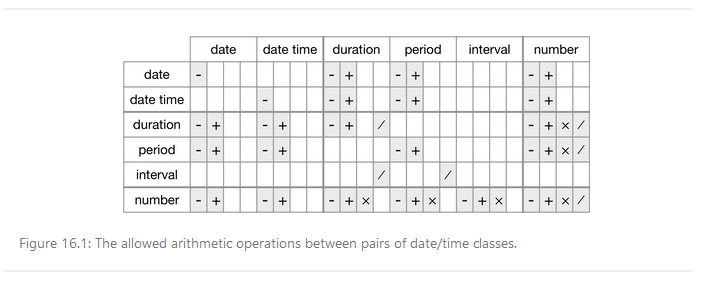 date date time duration period interval number
date - - + - + - +
date time - - + - + - +
duration - + - + - + / - + × /
period - + - + - + - + × /
interval / /
number - + - + - + × - + × - + × - + × /
Figure 16.1: The allowed arithmetic operations between pairs of date/time classes.